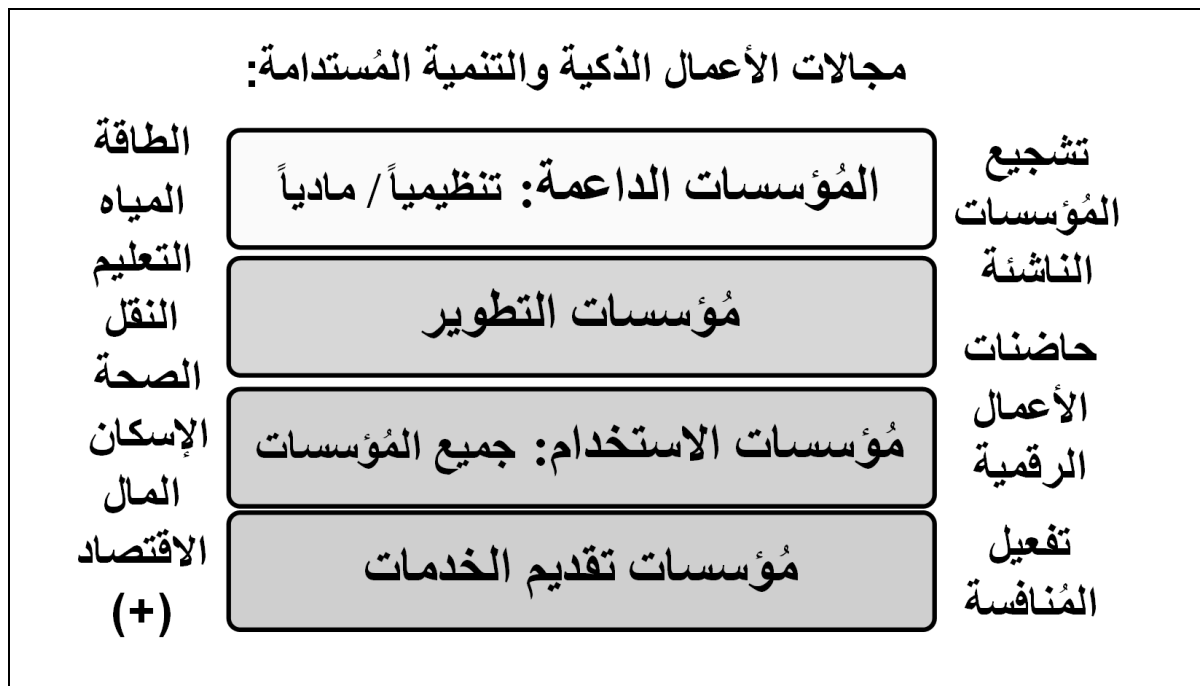 مجالات الأعمال الذكية والتنمية المُستدامة:
تشجيع
المُؤسسات
الناشئة
حاضنات
الأعمال
الرقمية
تفعيل
المُنافسة
المُؤسسات الداعمة: تنظيمياً / مادياً
مُؤسسات التطوير
مُؤسسات الاستخدام: جميع المُؤسسات
مُؤسسات تقديم الخدمات
الطاقة
المياه
التعليم
النقل
الصحة
الإسكان
المال
الاقتصاد
(+)